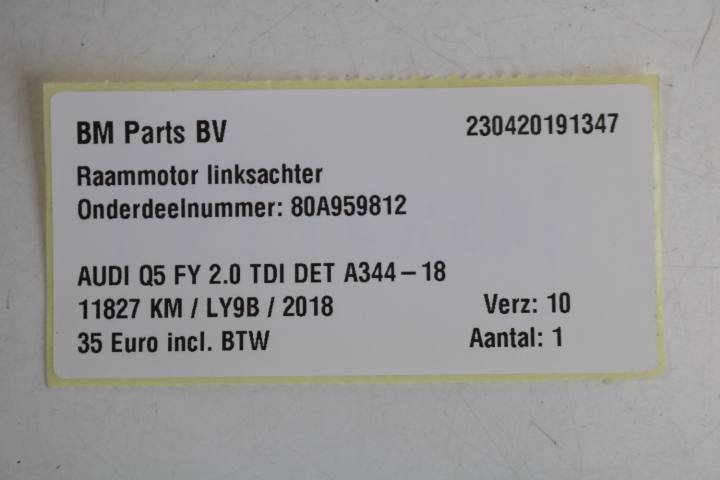 BM Parts BV 230420191347
Raammotor linksachter
Onderdeelnummer: 80A959812
AUDI Q5 FY 2.0 TDI DET A344-18
11827 KM / LY9B / 2018 Verz: 10
35 Euro incl. BTW Aantal: 1